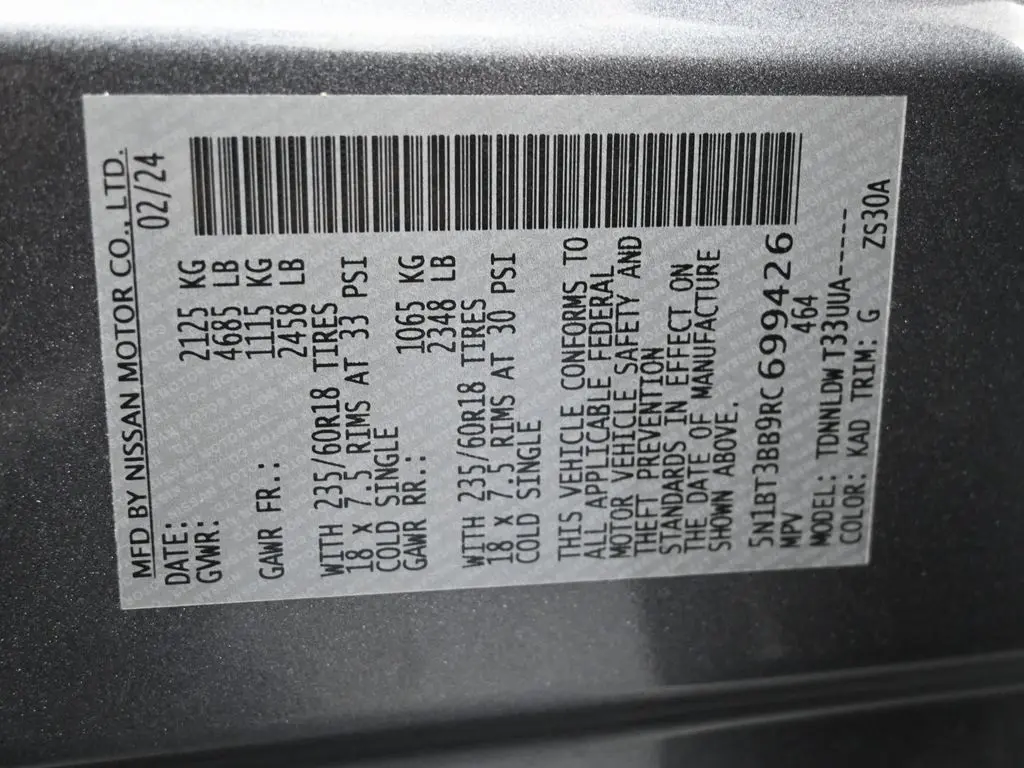 MFD BY NISSAN MOTOR CO.,LTD.
DATE: 02/24
GVWR: 2125 KG
4685 LB
GAWR FR.: 1115 KG
2458 LB
WITH 235/60R18 TIRES
18 X 7.5 RIMS AT 33 PSI
COLD SINGLE
GAWR RR.: 1065 KG
2348 LB
WITH 235/60R18 TIRES
18 X 7.5 RIMS AT 30 PSI
COLD SINGLE
THIS VEHICLE CONFORMS TO
ALL APPLICABLE FEDERAL
MOTOR VEHICLE SAFETY AND
THEFT PREVENTION
STANDARDS IN EFFECT ON
THE DATE OF MANUFACTURE
SHOWN ABOVE.
5N1BT3BB9RC699426
MPV 464
MODEL: TDNNLDW T33UUA-----
COLOR: KAD TRIM: G ZS30A